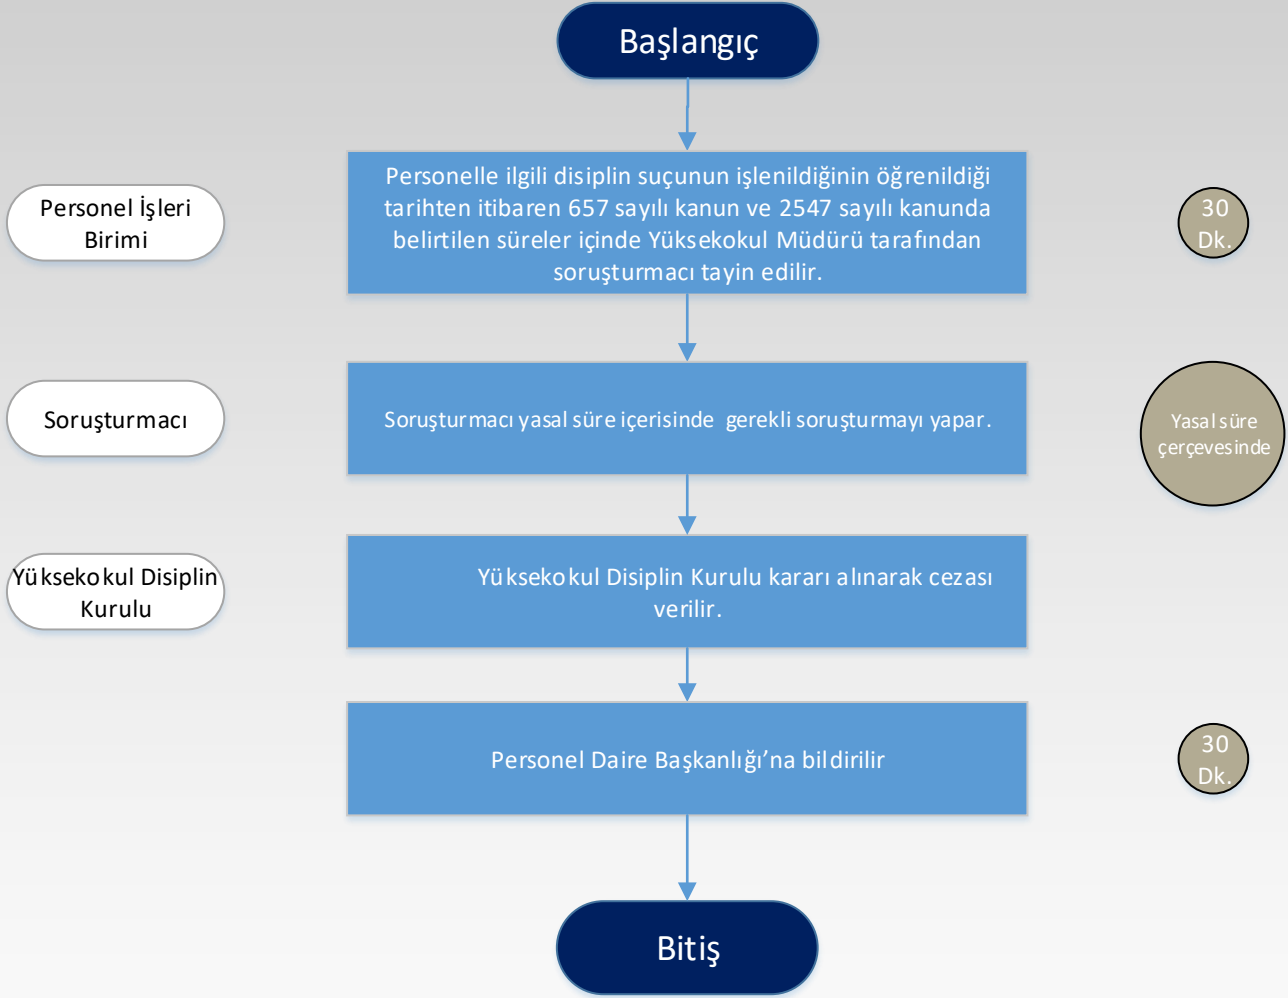 Başlangıç
Personel İşleri
Birimi
Personelle ilgili disiplin suçunun işlenildiğinin öğrenildiği
tarihten itibaren 657 sayılı kanun ve 2547 sayılı kanunda
belirtilen süreler içinde Yüksekokul Müdürü tarafından
soruşturmacı tayin edilir.
30
Dk.
Soruşturmacı
Soruşturmacı yasal süre içerisinde gerekli soruşturmayı yapar.
Yasal süre
çerçevesinde
Yüksekokul Disiplin
Kurulu
Yüksekokul Disiplin Kurulu kararı alınarak cezası
verilir.
Personel Daire Başkanlığı’na bildirilir
30
Dk.
Bitiş